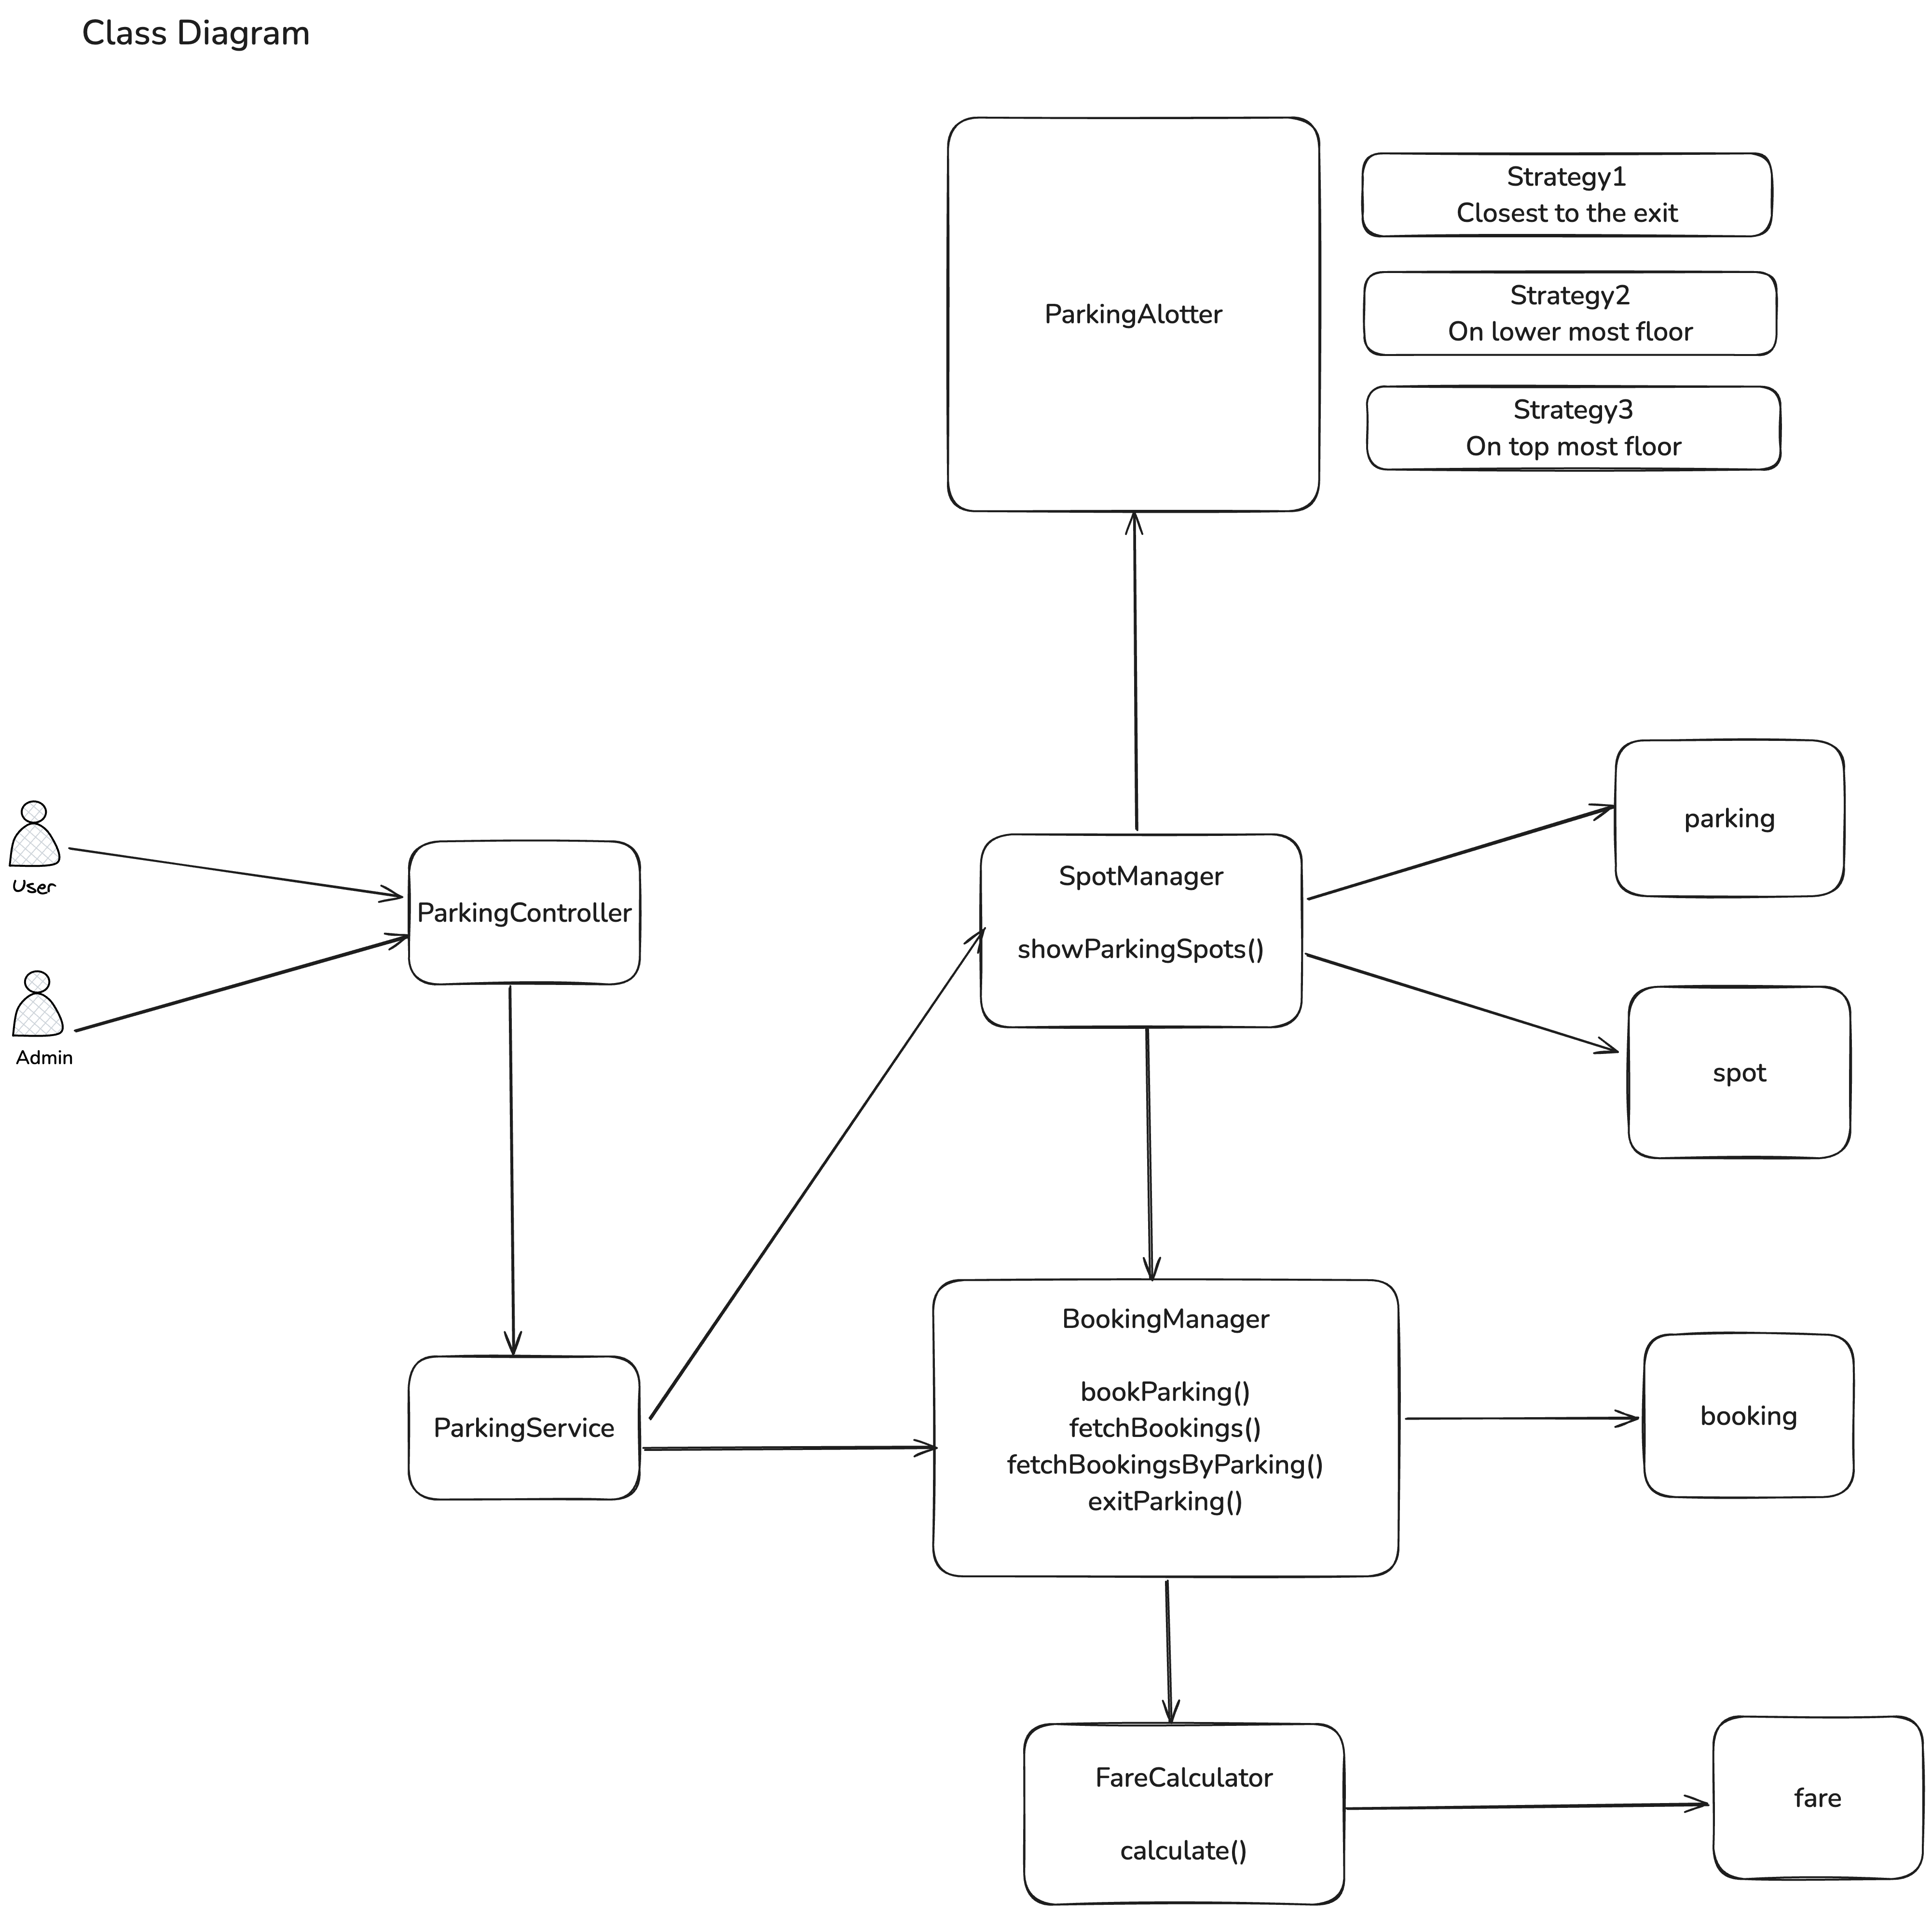 Class Diagram
ParkingAlotter
Strategy1
Closest to the exit
Strategy2
On lower most floor
Strategy3
On top most floor
User
Admin
ParkingController
SpotManager
showParkingSpots()
parking
spot
ParkingService
BookingManager
bookParking()
fetchBookings()
fetchBookingsByParking()
exitParking()
booking
FareCalculator
calculate()
fare